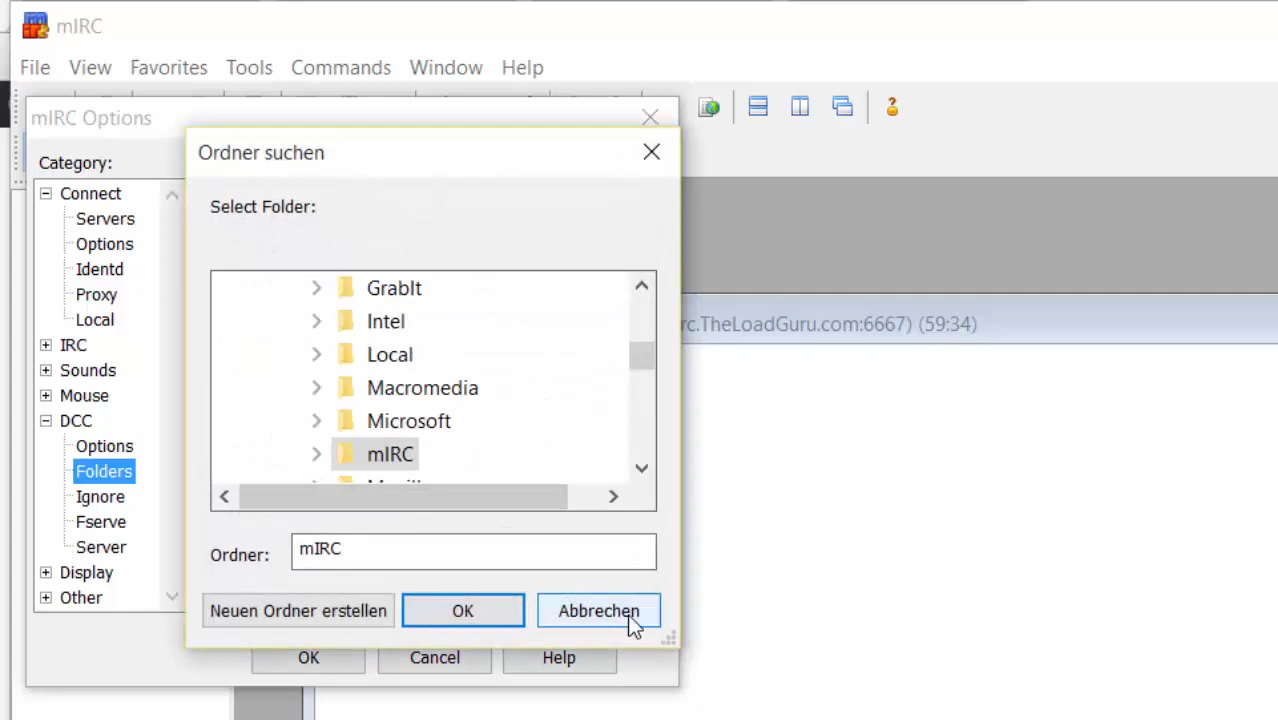 mIRC
File View Favorites Tools Commands Window Help
mIRC Options
Category:
Connect
Servers
Options
Identd
Proxy
Local
IRC
Sounds
Mouse
DCC
Options
Folders
Ignore
Fserve
Server
Display
Other
Ordner suchen
Select Folder:
GrabIt
Intel
Local
Macromedia
Microsoft
mIRC
Ordner: mIRC
Neuen Ordner erstellen OK Abbrechen
OK Cancel Help
rc.TheLoadGuru.com:6667) (59:34)